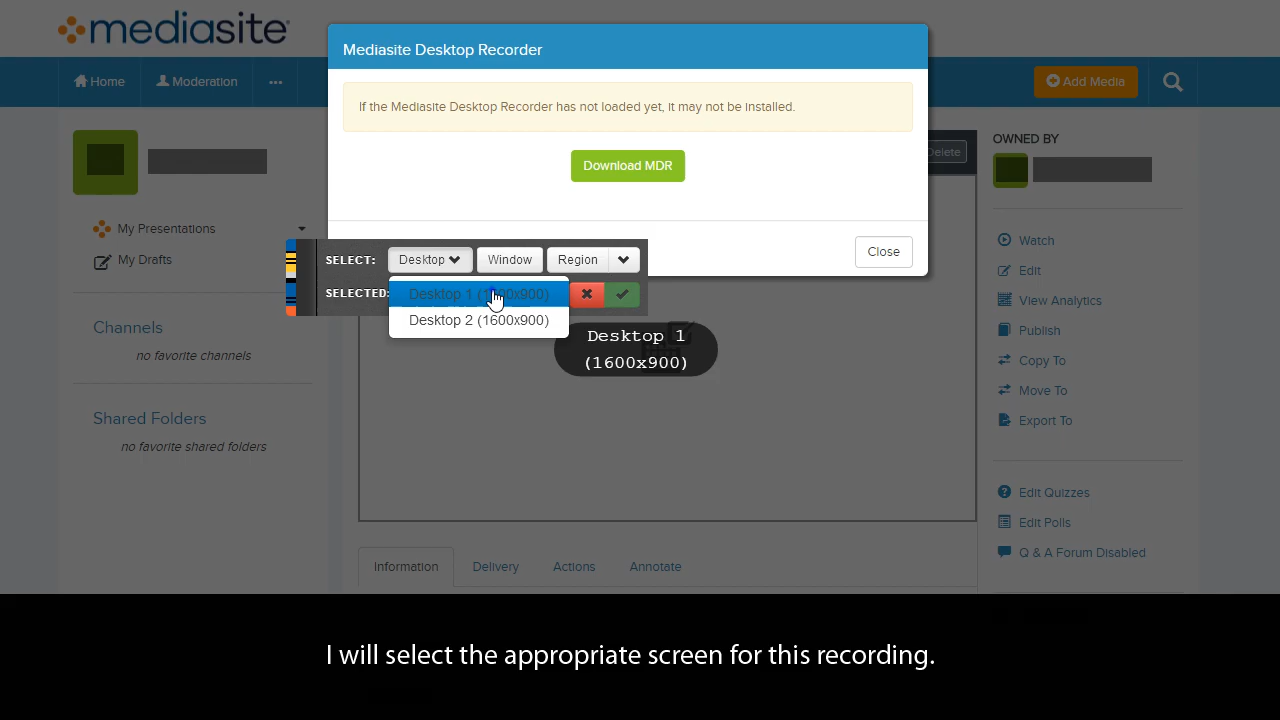 mediasite
Mediasite Desktop Recorder
Home
Moderation
Add Media
If the Mediasite Desktop Recorder has not loaded yet, it may not be installed.
Download MDR
Delete
OWNED BY
My Presentations
My Drafts
Close
SELECT:
Desktop
Window
Region
SELECTED:
Desktop 1 (1600x900)
Desktop 2 (1600x900)
Desktop 1
(1600x900)
Watch
Edit
View Analytics
Publish
Copy To
Move To
Export To
Channels
no favorite channels
Shared Folders
no favorite shared folders
Edit Quizzes
Edit Polls
Q & A Forum Disabled
Information
Delivery
Actions
Annotate
I will select the appropriate screen for this recording.